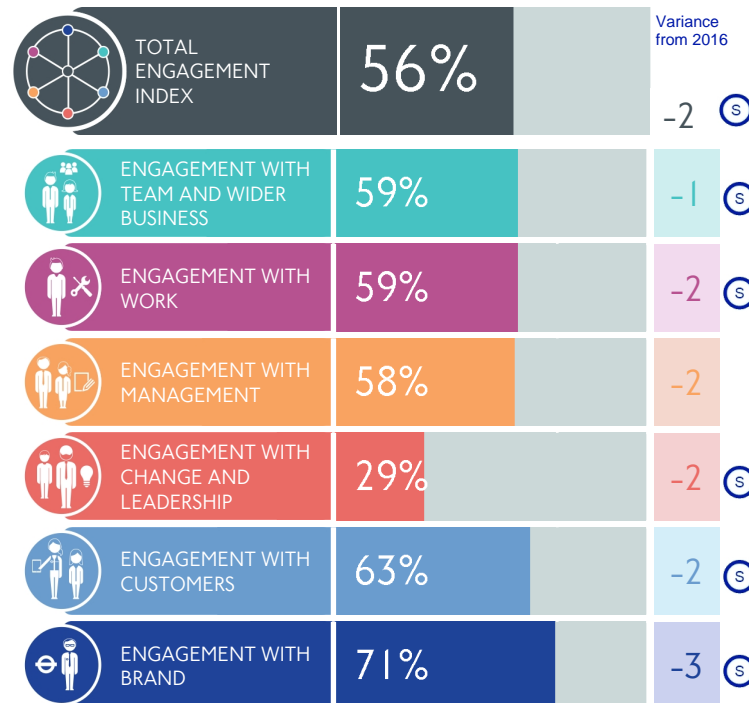 TOTAL
ENGAGEMENT
INDEX
56%
Variance
from 2016
-2
S
ENGAGEMENT WITH
TEAM AND WIDER
BUSINESS
59%
-1
S
ENGAGEMENT WITH
WORK
59%
-2
S
ENGAGEMENT WITH
MANAGEMENT
58%
-2
ENGAGEMENT WITH
CHANGE AND
LEADERSHIP
29%
-2
S
ENGAGEMENT WITH
CUSTOMERS
63%
-2
S
ENGAGEMENT WITH
BRAND
71%
-3
S